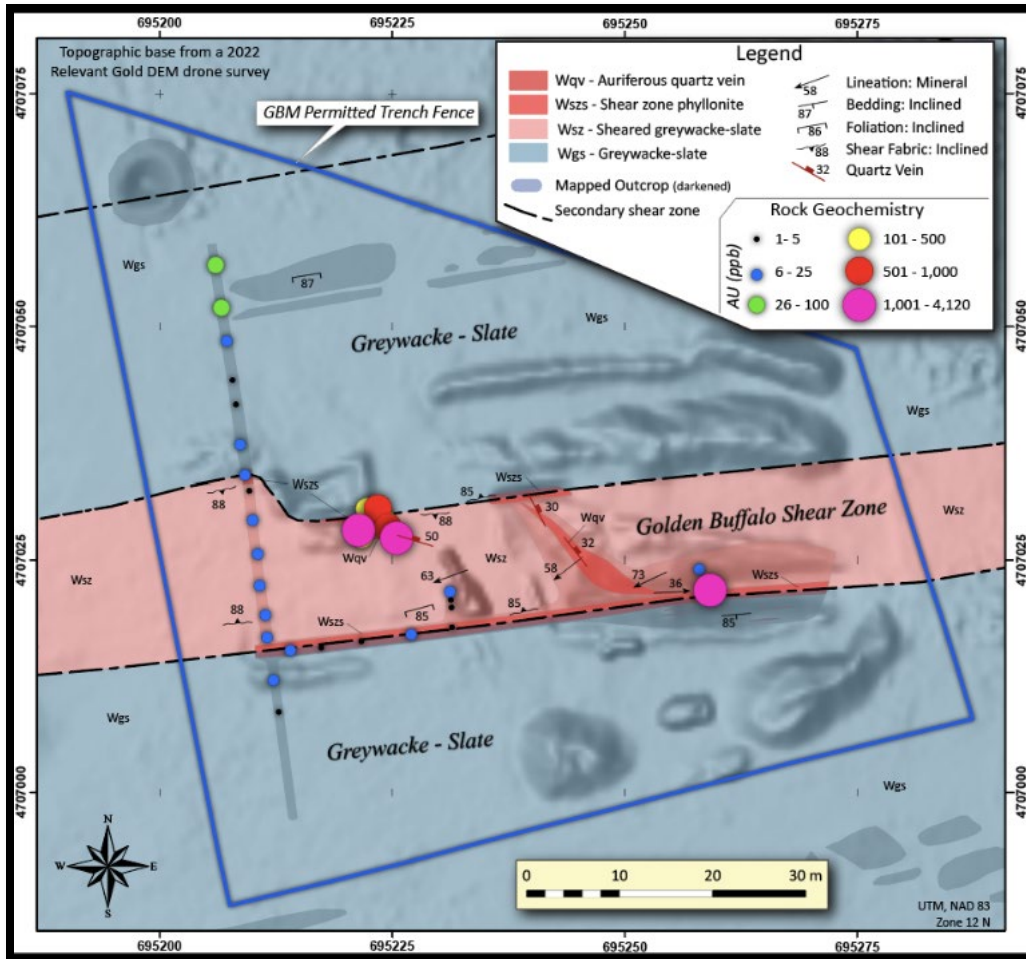 695200
695225
695250
695275
Topographic base from a 2022
Relevant Gold DEM drone survey
GBM Permitted Trench Fence
Legend
Wqv - Auriferous quartz vein
Wszs - Shear zone phyllonite
Wsz - Sheared greywacke-slate
Wgs - Greywacke-slate
Mapped Outcrop (darkened)
Secondary shear zone
58
Lineation: Mineral
87
Bedding: Inclined
86
Foliation: Inclined
88
Shear Fabric: Inclined
32
Quartz Vein
Rock Geochemistry
AU (ppb)
1- 5
6 - 25
26 - 100
101 - 500
501 - 1,000
1,001 - 4,120
4707075
4707075
Wgs
87
Wgs
4707050
4707050
Greywacke - Slate
Wgs
Wszs
88
Wszs
85
30
88
Wqv
50
Wqv
Golden Buffalo Shear Zone
Wsz
4707025
4707025
Wsz
Wsz
32
58
63
73
36
Wszs
88
Wszs
85
85
85
Wgs
Greywacke - Slate
4707000
4707000
Wgs
N
W
E
S
0
10
20
30 m
UTM, NAD 83
Zone 12 N
695200
695225
695250
695275